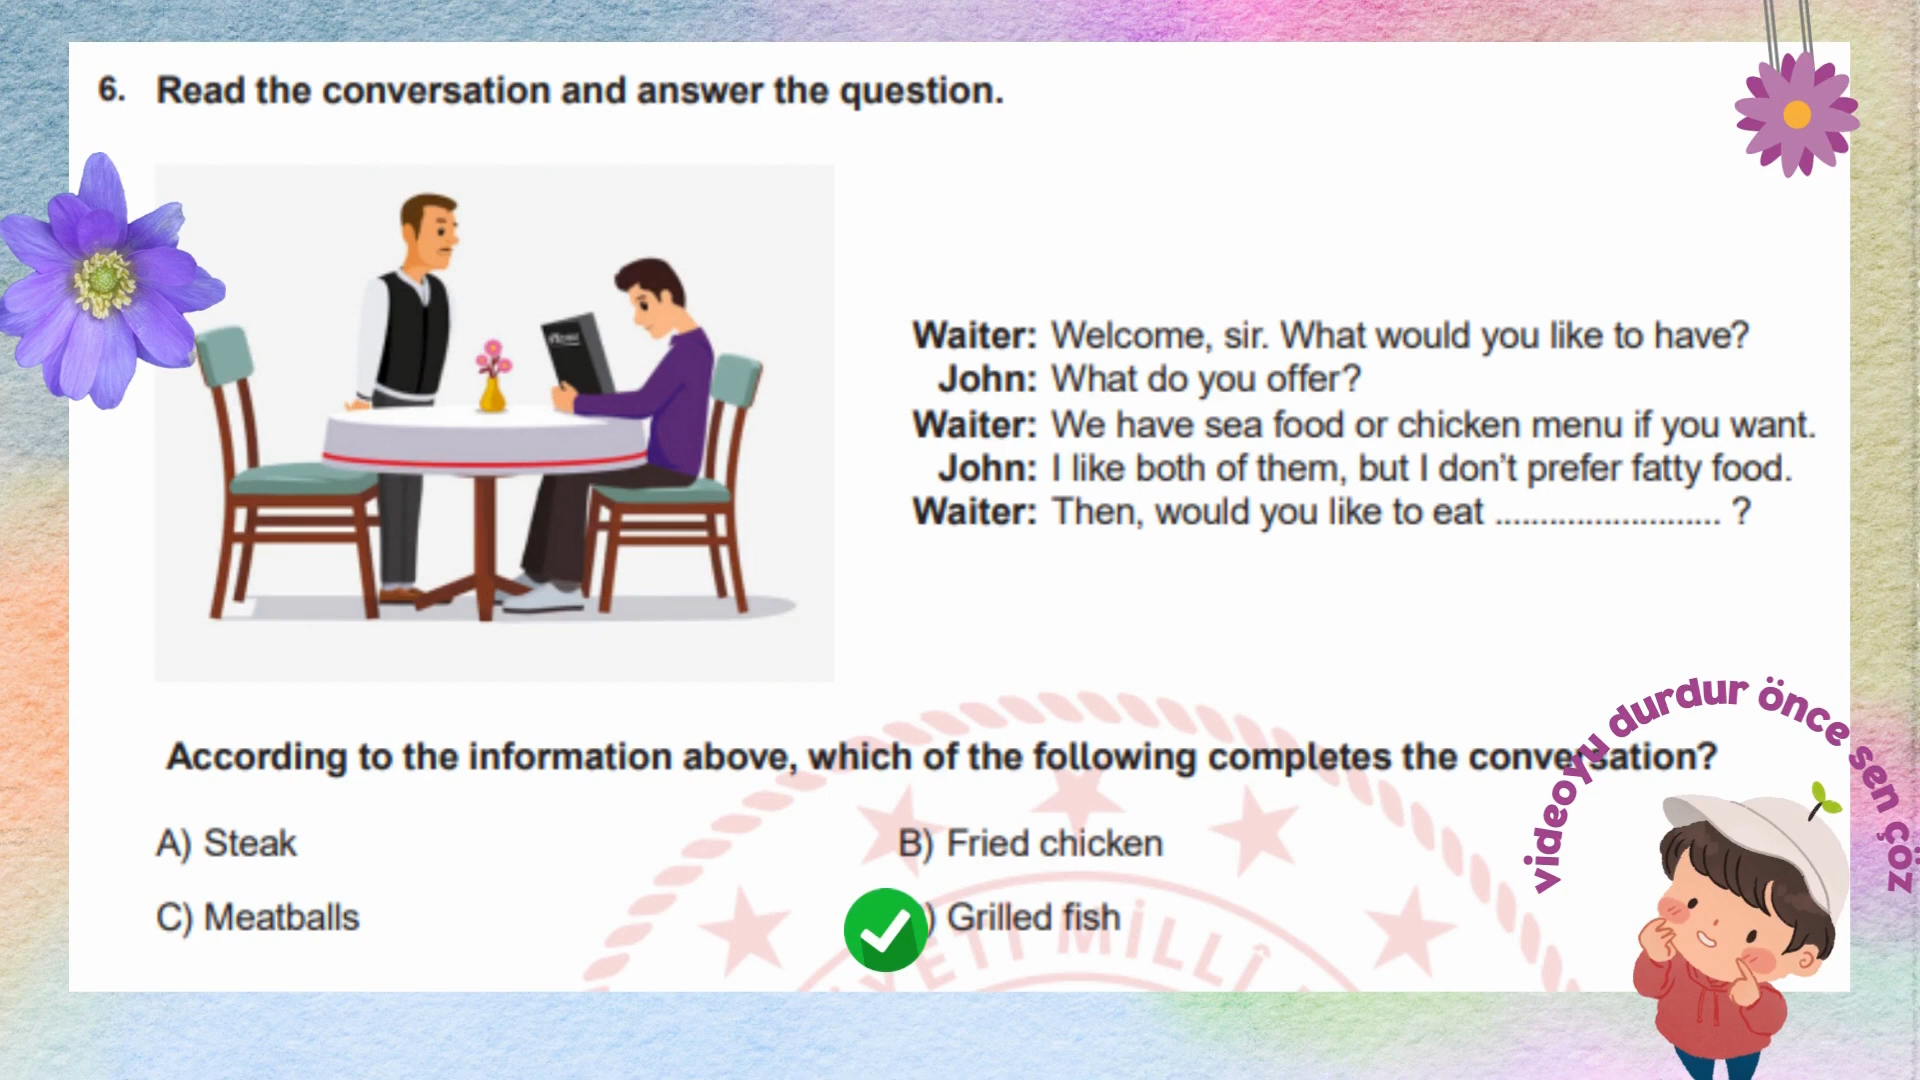 6. Read the conversation and answer the question.
Waiter: Welcome, sir. What would you like to have?
John: What do you offer?
Waiter: We have sea food or chicken menu if you want.
John: I like both of them, but I don't prefer fatty food.
Waiter: Then, would you like to eat ......................... ?
According to the information above, which of the following completes the conversation?
A) Steak
B) Fried chicken
C) Meatballs
) Grilled fish
YETİ MİLLÎ
videoyu durdur önce sen çöz